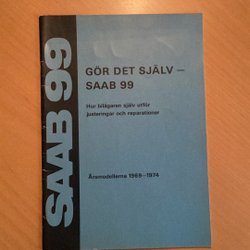 SAAB 99
GÖR DET SJÄLV –
SAAB 99
Hur bilägaren själv utför
justeringar och reparationer
Årsmodellerna 1969–1974